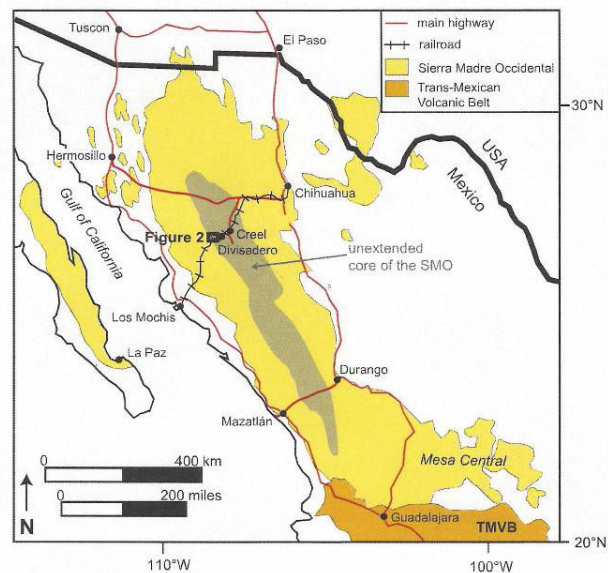 Tuscon
El Paso
main highway
railroad
Sierra Madre Occidental
Trans-Mexican
Volcanic Belt
30°N
USA
Mexico
Hermosillo
Chihuahua
Gulf of California
Figure 2
Creel
Divisadero
unextended
core of the SMO
Los Mochis
La Paz
Durango
Mazatlán
Mesa Central
0
400 km
0
200 miles
N
Guadalajara
TMVB
20°N
110°W
100°W